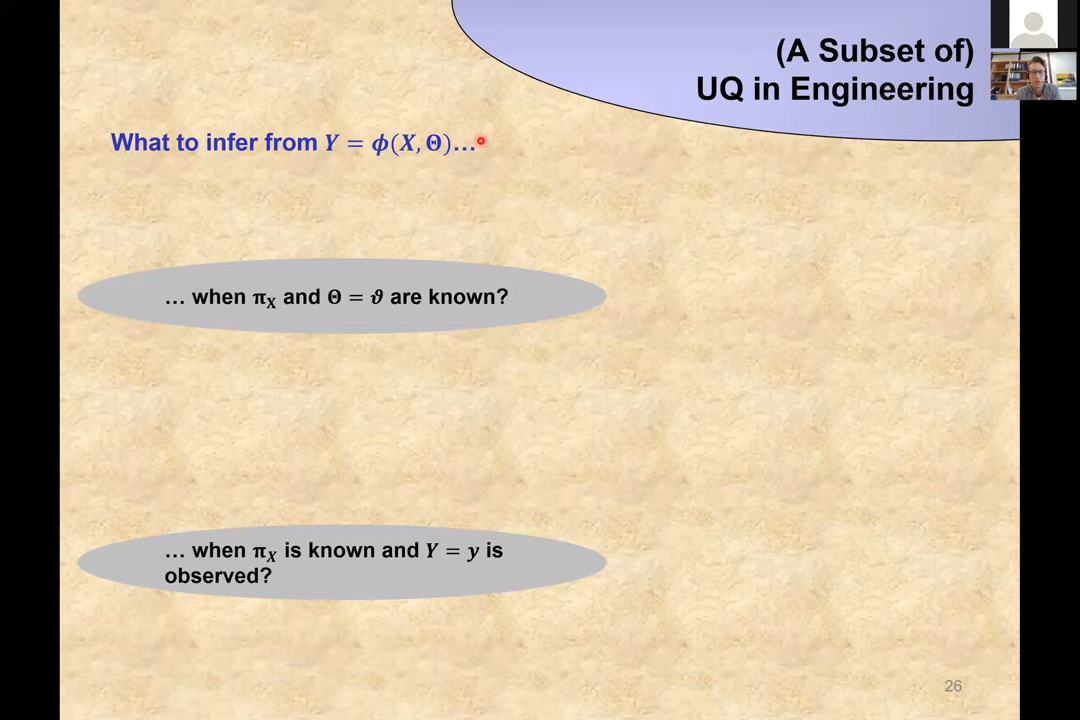 (A Subset of)
UQ in Engineering
What to infer from Y = ϕ(X, Θ)…
… when π_X and Θ = ϑ are known?
… when π_X is known and Y = y is
observed?
26